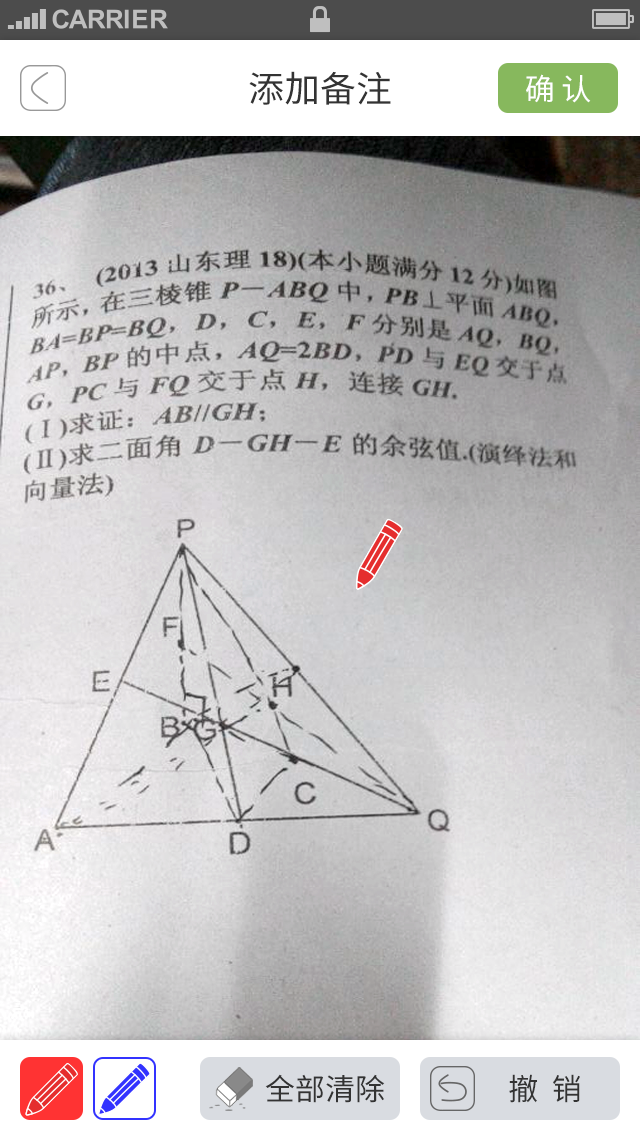 CARRIER
添加备注
确 认
36、 (2013 山东理 18)(本小题满分 12 分)如图
所示，在三棱锥 P－ABQ 中，PB⊥平面 ABQ，
BA=BP=BQ，D，C，E，F 分别是 AQ，BQ，
AP，BP 的中点，AQ=2BD，PD 与 EQ 交于点
G，PC 与 FQ 交于点 H，连接 GH.
(Ⅰ)求证：AB//GH；
(Ⅱ)求二面角 D－GH－E 的余弦值.(演绎法和
向量法)
P
F
E
H
B G
C
A
D
Q
全部清除
撤 销